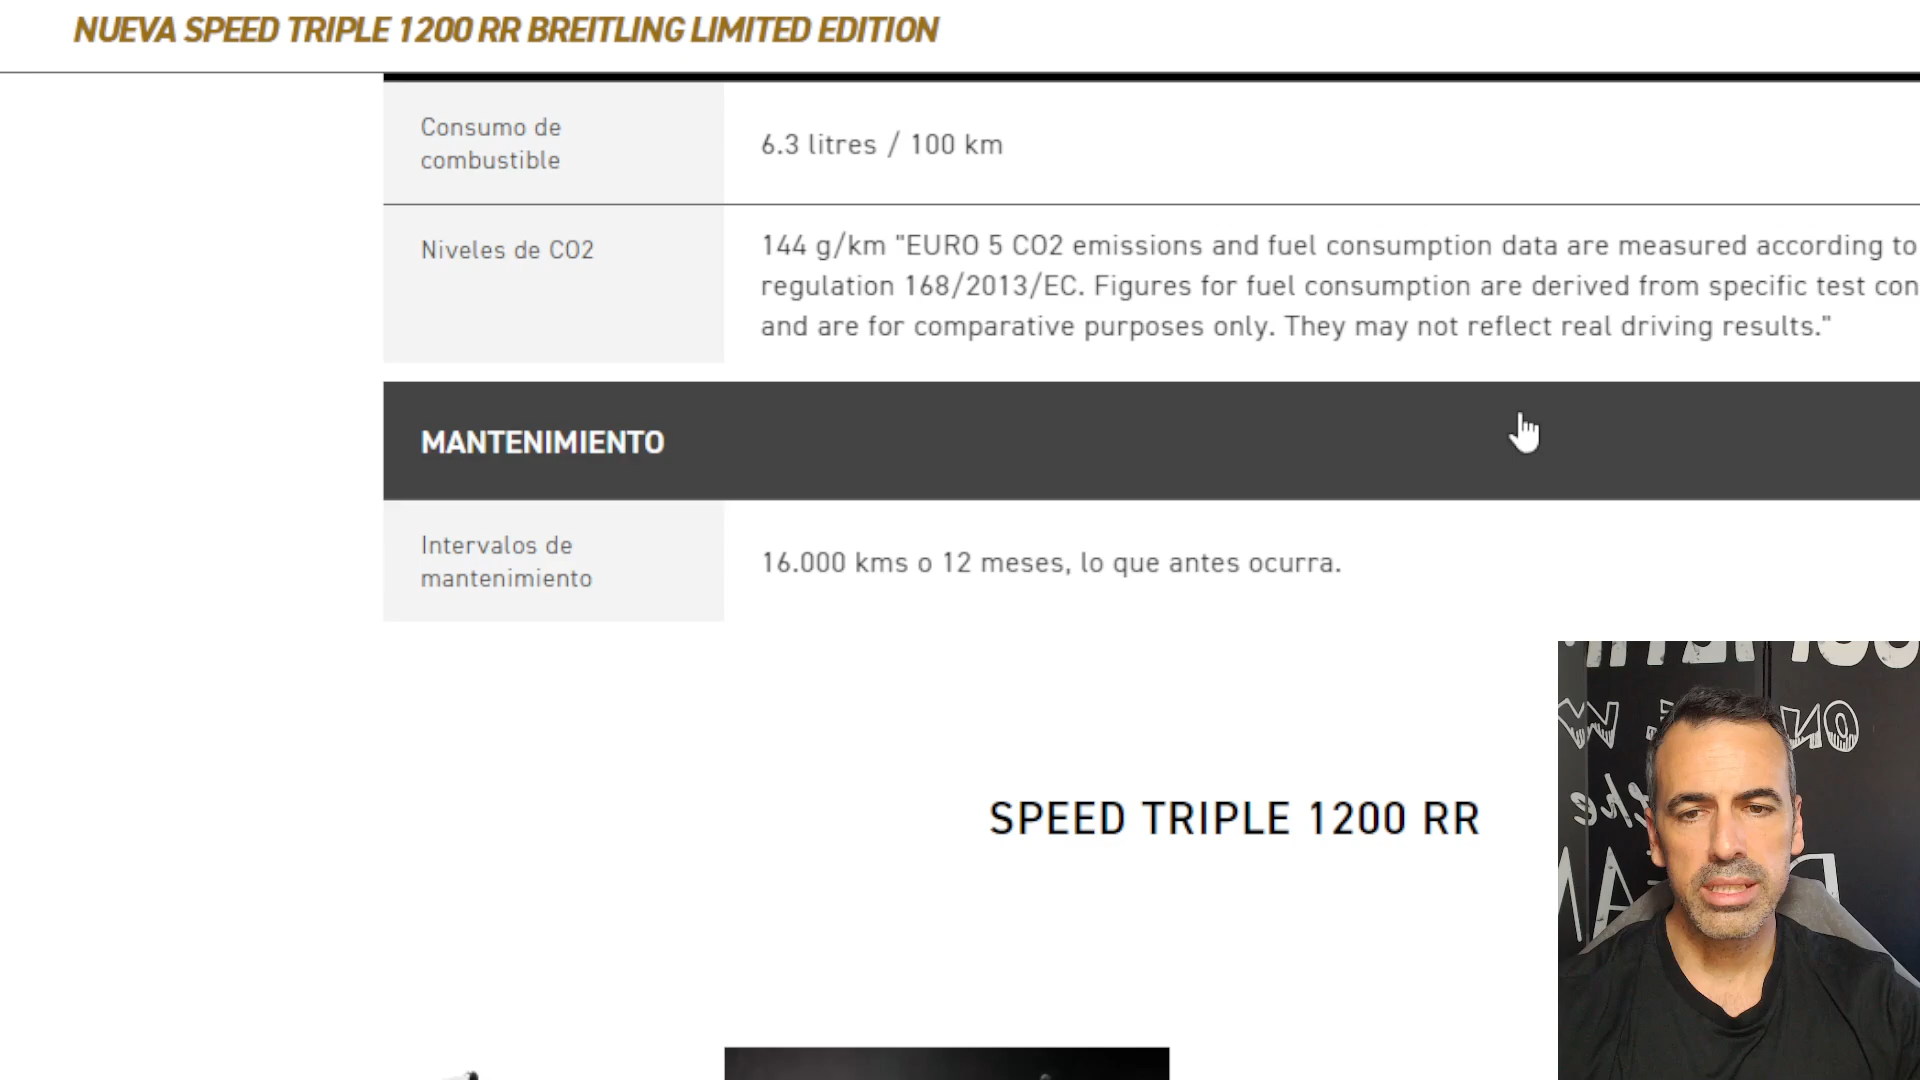 NUEVA SPEED TRIPLE 1200 RR BREITLING LIMITED EDITION
Consumo de
combustible
6.3 litres / 100 km
Niveles de CO2
144 g/km "EURO 5 CO2 emissions and fuel consumption data are measured according to
regulation 168/2013/EC. Figures for fuel consumption are derived from specific test con
and are for comparative purposes only. They may not reflect real driving results."
MANTENIMIENTO
Intervalos de
mantenimiento
16.000 kms o 12 meses, lo que antes ocurra.
SPEED TRIPLE 1200 RR
ON
the